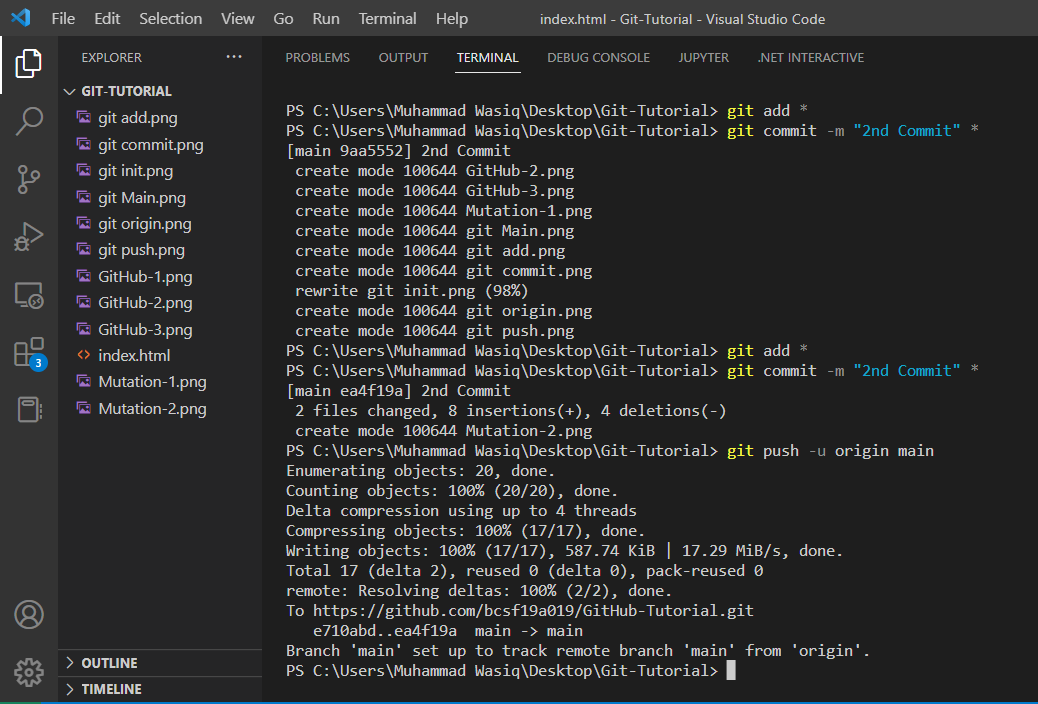 File Edit Selection View Go Run Terminal Help index.html - Git-Tutorial - Visual Studio Code
EXPLORER ...
GIT-TUTORIAL
git add.png
git commit.png
git init.png
git Main.png
git origin.png
git push.png
GitHub-1.png
GitHub-2.png
GitHub-3.png
<> index.html
Mutation-1.png
Mutation-2.png
3
OUTLINE
TIMELINE
PROBLEMS OUTPUT TERMINAL DEBUG CONSOLE JUPYTER .NET INTERACTIVE
PS C:\Users\Muhammad Wasiq\Desktop\Git-Tutorial> git add *
PS C:\Users\Muhammad Wasiq\Desktop\Git-Tutorial> git commit -m "2nd Commit" *
[main 9aa5552] 2nd Commit
create mode 100644 GitHub-2.png
create mode 100644 GitHub-3.png
create mode 100644 Mutation-1.png
create mode 100644 git Main.png
create mode 100644 git add.png
create mode 100644 git commit.png
rewrite git init.png (98%)
create mode 100644 git origin.png
create mode 100644 git push.png
PS C:\Users\Muhammad Wasiq\Desktop\Git-Tutorial> git add *
PS C:\Users\Muhammad Wasiq\Desktop\Git-Tutorial> git commit -m "2nd Commit" *
[main ea4f19a] 2nd Commit
2 files changed, 8 insertions(+), 4 deletions(-)
create mode 100644 Mutation-2.png
PS C:\Users\Muhammad Wasiq\Desktop\Git-Tutorial> git push -u origin main
Enumerating objects: 20, done.
Counting objects: 100% (20/20), done.
Delta compression using up to 4 threads
Compressing objects: 100% (17/17), done.
Writing objects: 100% (17/17), 587.74 KiB | 17.29 MiB/s, done.
Total 17 (delta 2), reused 0 (delta 0), pack-reused 0
remote: Resolving deltas: 100% (2/2), done.
To https://github.com/bcsf19a019/GitHub-Tutorial.git
e710abd..ea4f19a main -> main
Branch 'main' set up to track remote branch 'main' from 'origin'.
PS C:\Users\Muhammad Wasiq\Desktop\Git-Tutorial>